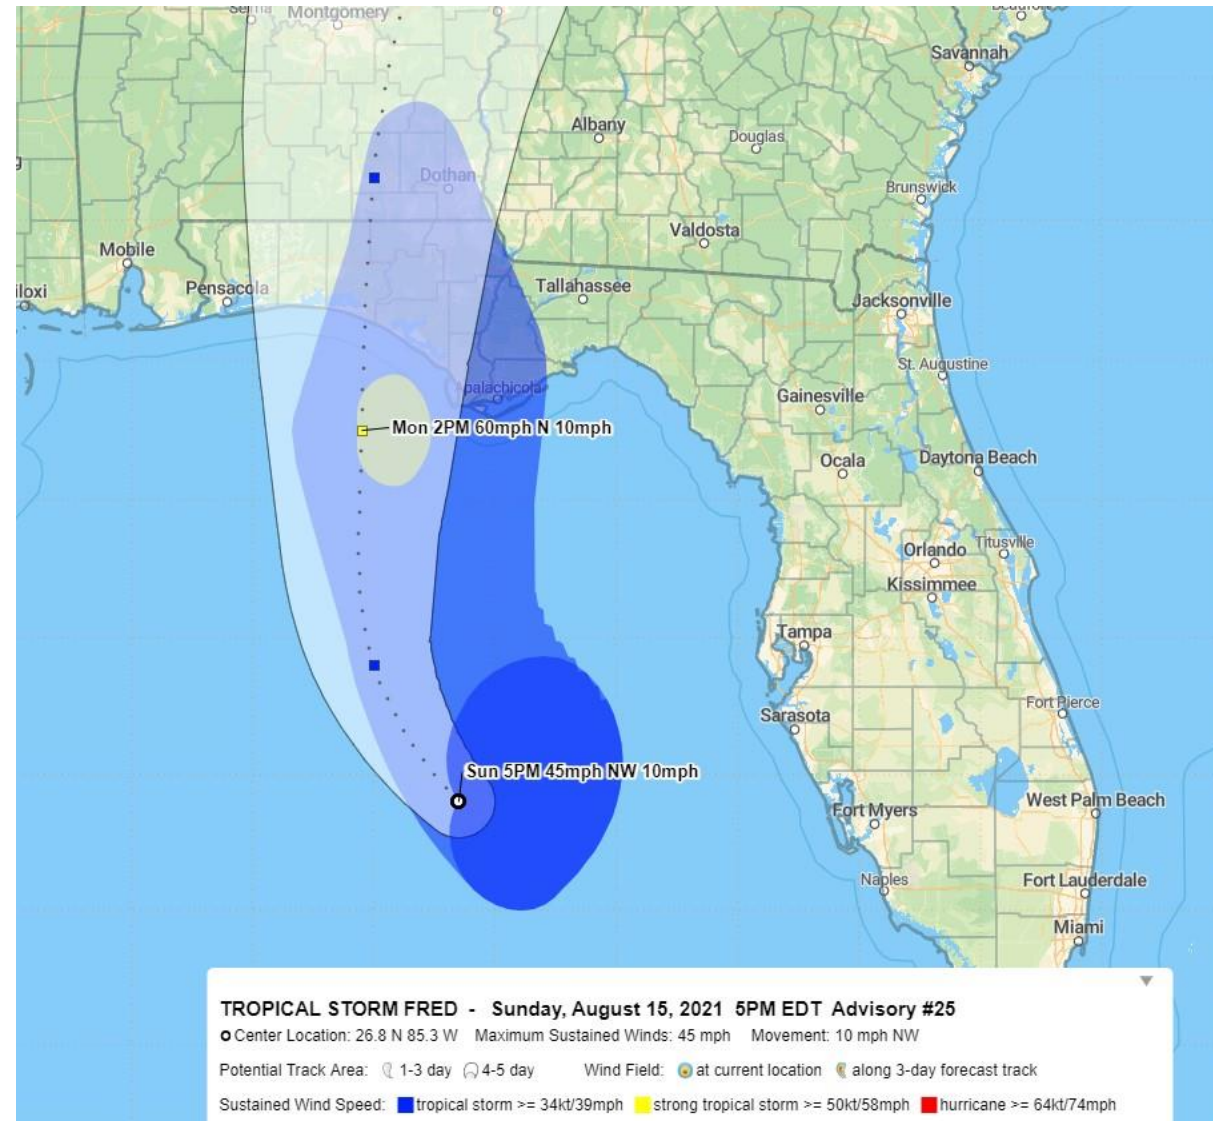 Selma
Montgomery
Beaufort
Savannah
Albany
Douglas
Dothan
Brunswick
Valdosta
Mobile
Pensacola
Tallahassee
iloxi
g
Jacksonville
St. Augustine
palachicola
Gainesville
Mon 2PM 60mph N 10mph
Ocala
Daytona Beach
Orlando
Titusville
Kissimmee
Tampa
Fort Pierce
Sarasota
Sun 5PM 45mph NW 10mph
Fort Myers
West Palm Beach
Naples
Fort Lauderdale
Miami
TROPICAL STORM FRED - Sunday, August 15, 2021 5PM EDT Advisory #25
Center Location: 26.8 N 85.3 W Maximum Sustained Winds: 45 mph Movement: 10 mph NW
Potential Track Area: 1-3 day 4-5 day Wind Field: at current location along 3-day forecast track
Sustained Wind Speed: tropical storm >= 34kt/39mph strong tropical storm >= 50kt/58mph hurricane >= 64kt/74mph